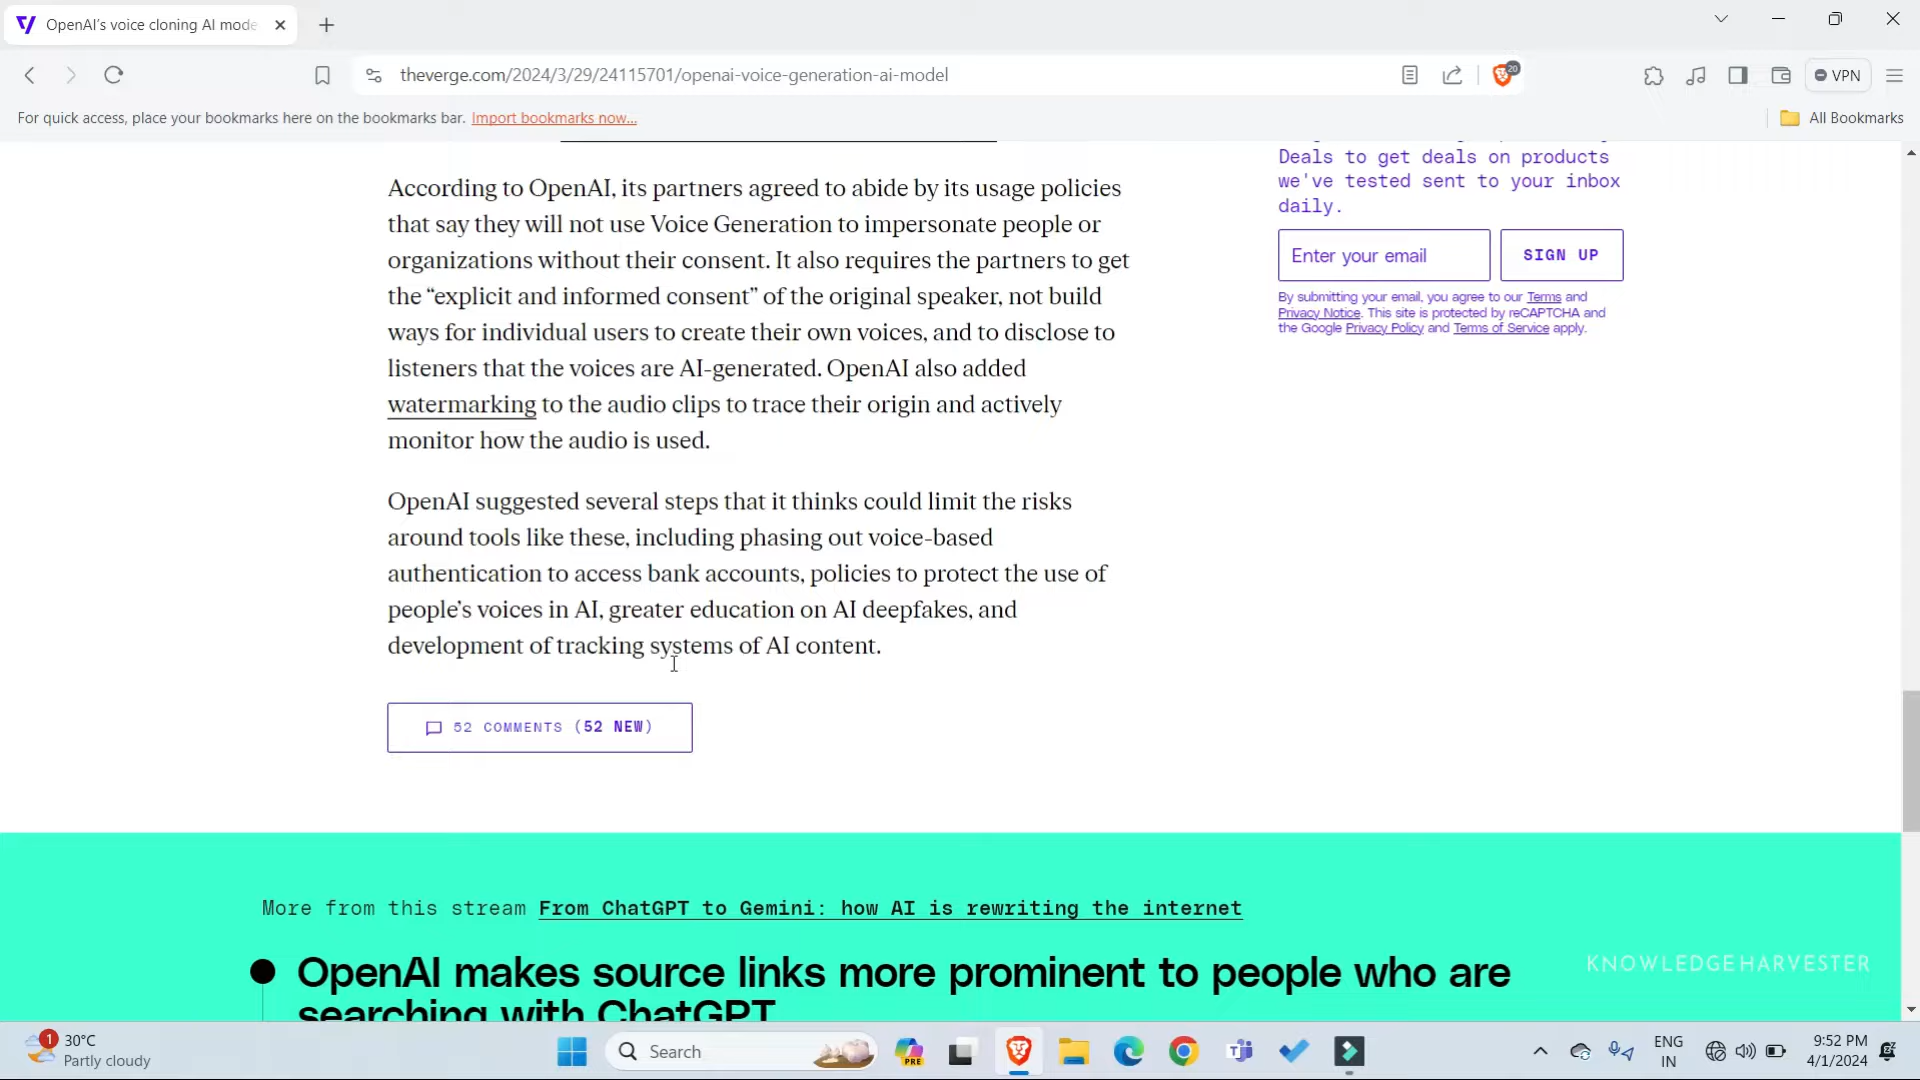 OpenAI's voice cloning AI mode
theverge.com/2024/3/29/24115701/openai-voice-generation-ai-model
20
VPN
For quick access, place your bookmarks here on the bookmarks bar. Import bookmarks now...
All Bookmarks
According to OpenAI, its partners agreed to abide by its usage policies
that say they will not use Voice Generation to impersonate people or
organizations without their consent. It also requires the partners to get
the “explicit and informed consent” of the original speaker, not build
ways for individual users to create their own voices, and to disclose to
listeners that the voices are AI-generated. OpenAI also added
watermarking to the audio clips to trace their origin and actively
monitor how the audio is used.
OpenAI suggested several steps that it thinks could limit the risks
around tools like these, including phasing out voice-based
authentication to access bank accounts, policies to protect the use of
people’s voices in AI, greater education on AI deepfakes, and
development of tracking systems of AI content.
52 COMMENTS (52 NEW)
Deals to get deals on products
we've tested sent to your inbox
daily.
Enter your email
SIGN UP
By submitting your email, you agree to our Terms and
Privacy Notice. This site is protected by reCAPTCHA and
the Google Privacy Policy and Terms of Service apply.
More from this stream From ChatGPT to Gemini: how AI is rewriting the internet
OpenAI makes source links more prominent to people who are
searching with ChatGPT
KNOWLEDGEHARVESTER
1
30°C
Partly cloudy
Search
PRE
ENG
IN
9:52 PM
4/1/2024